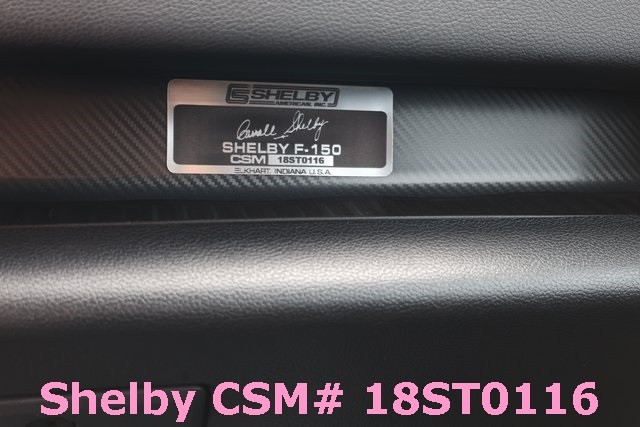 SHELBY
AMERICAN, INC.
Carroll Shelby
SHELBY F-150
CSM 18ST0116
ELKHART, INDIANA U.S.A.
Shelby CSM# 18ST0116